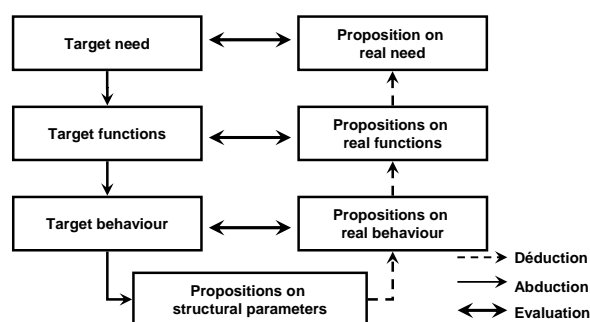 Target need
Proposition on
real need
Target functions
Propositions on
real functions
Target behaviour
Propositions on
real behaviour
Propositions on
structural parameters
Déduction
Abduction
Evaluation